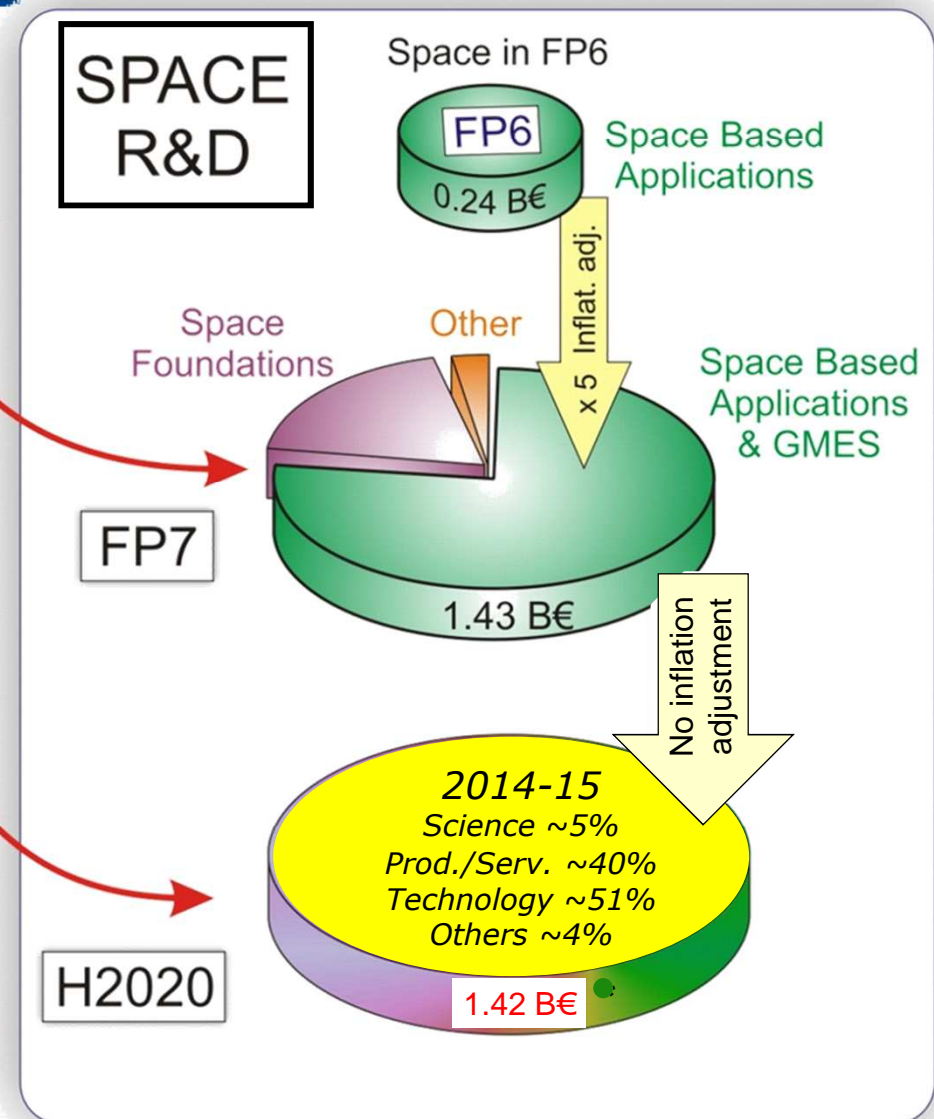 SPACE
R&D
Space in FP6
FP6
0.24 B€
Space Based
Applications
x 5 Inflat. adj.
Space
Foundations
Other
Space Based
Applications
& GMES
FP7
1.43 B€
No inflation
adjustment
2014-15
Science ~5%
Prod./Serv. ~40%
Technology ~51%
Others ~4%
H2020
1.42 B€